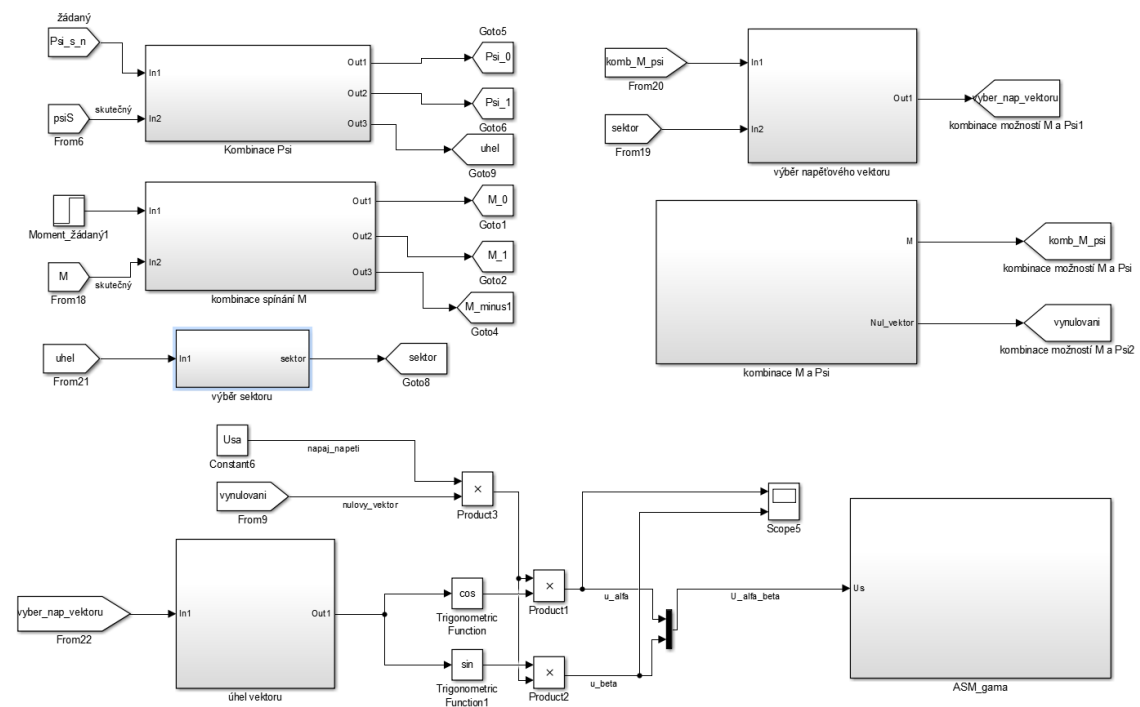 žádaný
Psi_s_n
In1
skutečný
psiS
From6
In2
Out1
Out2
Out3
Kombinace Psi
Goto5
Psi_0
Psi_1
Goto6
uhel
Goto9
Moment_žádaný1
In1
M
skutečný
From18
In2
Out1
Out2
Out3
kombinace spínání M
M_0
Goto1
M_1
Goto2
M_minus1
Goto4
uhel
From21
In1
sektor
výběr sektoru
sektor
Goto8
komb_M_psi
From20
sektor
From19
In1
In2
Out1
výběr napěťového vektoru
vyber_nap_vektoru
kombinace možností M a Psi1
M
Nul_vektor
kombinace M a Psi
komb_M_psi
kombinace možností M a Psi
vynulovani
kombinace možností M a Psi2
Usa
Constant6
napaj_napeti
vynulovani
From9
nulovy_vektor
×
Product3
vyber_nap_vektoru
From22
In1
Out1
úhel vektoru
cos
Trigonometric
Function
sin
Trigonometric
Function1
×
Product1
×
Product2
u_alfa
u_beta
Scope5
U_alfa_beta
Us
ASM_gama